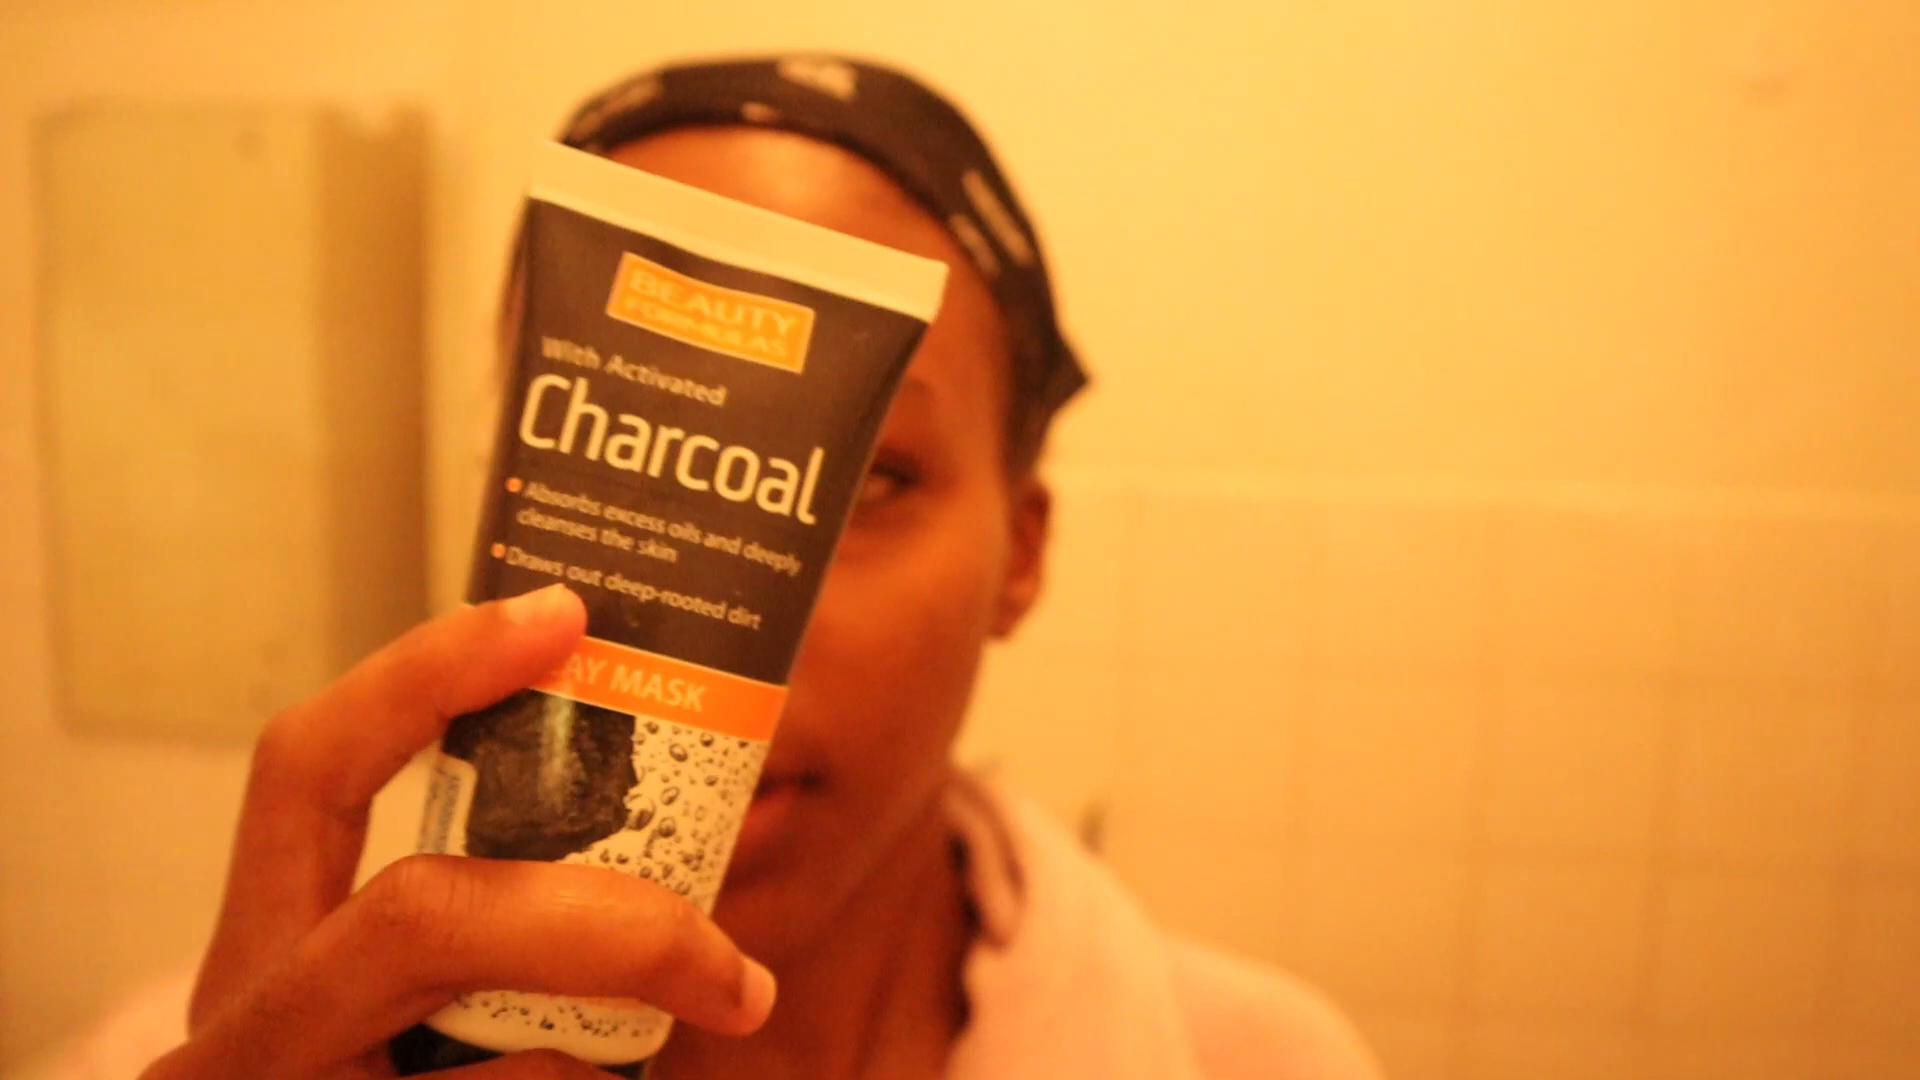 BEAUTY
FORMULAS
With Activated
Charcoal
Absorbs excess oils and deeply
cleanses the skin
Draws out deep-rooted dirt
AY MASK